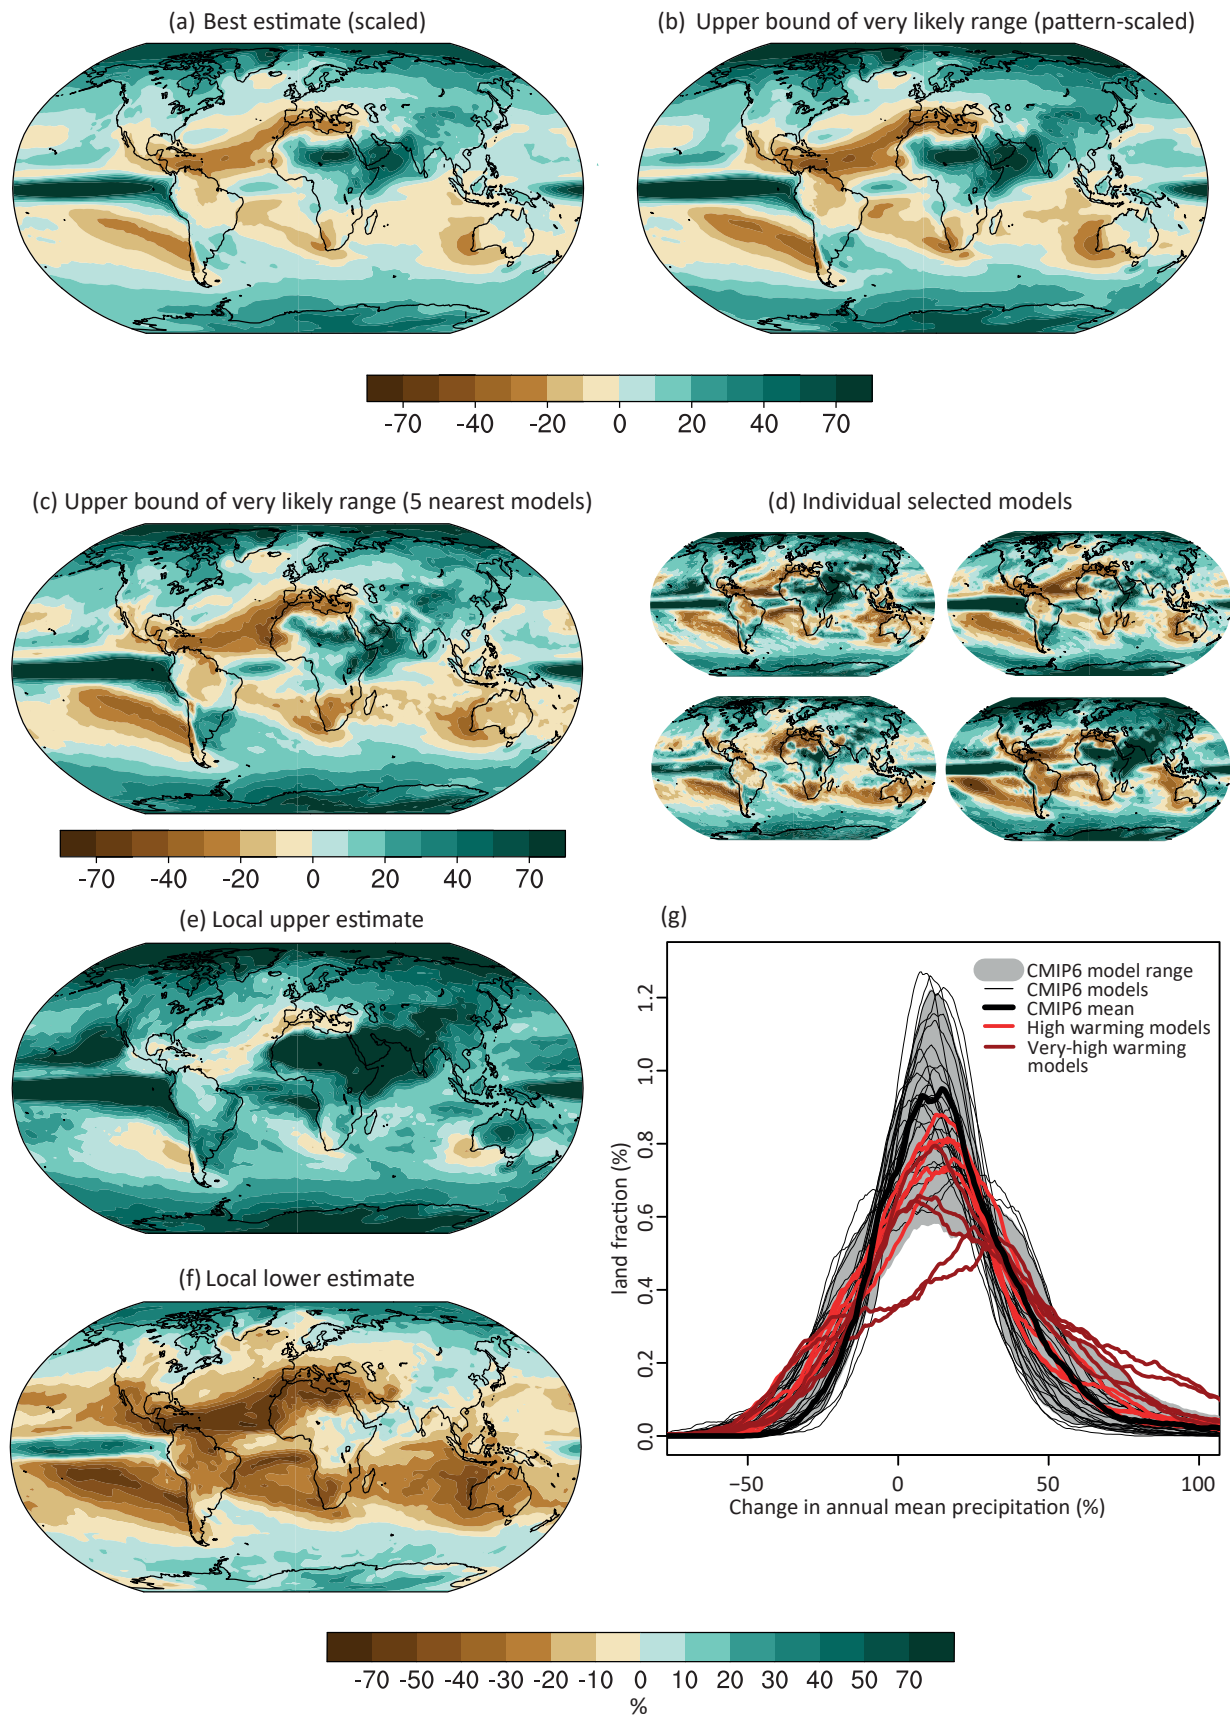 (a) Best estimate (scaled)
(b) Upper bound of very likely range (pattern-scaled)
-70 -40 -20 0 20 40 70
(c) Upper bound of very likely range (5 nearest models)
(d) Individual selected models
-70 -40 -20 0 20 40 70
(e) Local upper estimate
(f) Local lower estimate
-70 -50 -30 -20 -10 0 10 20 30 50 70
%
(g)
CMIP6 model range
CMIP6 models
CMIP6 mean
High warming models
Very-high warming
models
land fraction (%)
1.2
1.0
0.8
0.6
0.4
0.2
0.0
−50 0 50 100
Change in annual mean precipitation (%)